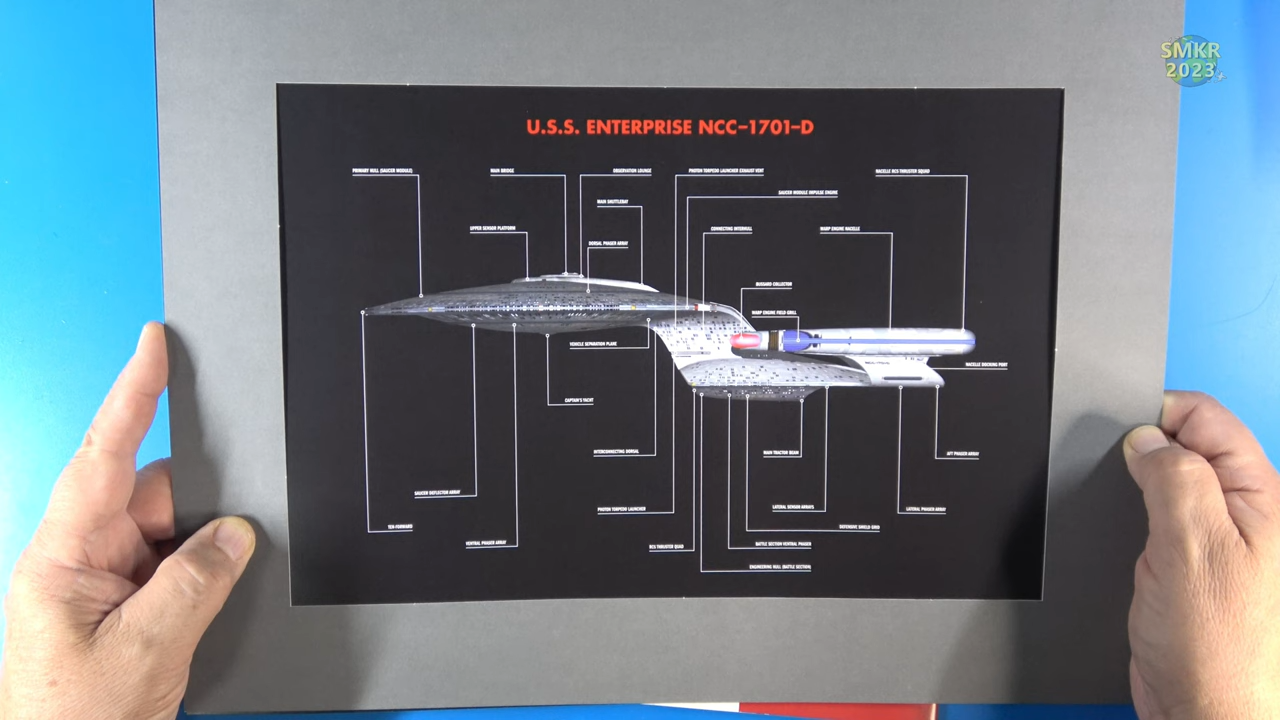 SMKR
2023
U.S.S. ENTERPRISE NCC-1701-D
PRIMARY HULL (SAUCER MODULE)
MAIN BRIDGE
OBSERVATION LOUNGE
PHOTON TORPEDO LAUNCHER EXHAUST VENT
NACELLE RCS THRUSTER SQUAD
SAUCER MODULE IMPULSE ENGINE
MAIN SHUTTLEBAY
UPPER SENSOR PLATFORM
CONNECTING INTERHULL
WARP ENGINE NACELLE
DORSAL PHASER ARRAY
BUSSARD COLLECTOR
WARP ENGINE FIELD GRILL
VEHICLE SEPARATION PLANE
NACELLE DOCKING PORT
CAPTAIN'S YACHT
INTERCONNECTING DORSAL
MAIN TRACTOR BEAM
AFT PHASER ARRAY
SAUCER DEFLECTOR ARRAY
PHOTON TORPEDO LAUNCHER
LATERAL SENSOR ARRAYS
LATERAL PHASER ARRAY
TEN-FORWARD
DEFENSIVE SHIELD GRID
VENTRAL PHASER ARRAY
RCS THRUSTER QUAD
BATTLE SECTION VENTRAL PHASER
ENGINEERING HULL (BATTLE SECTION)